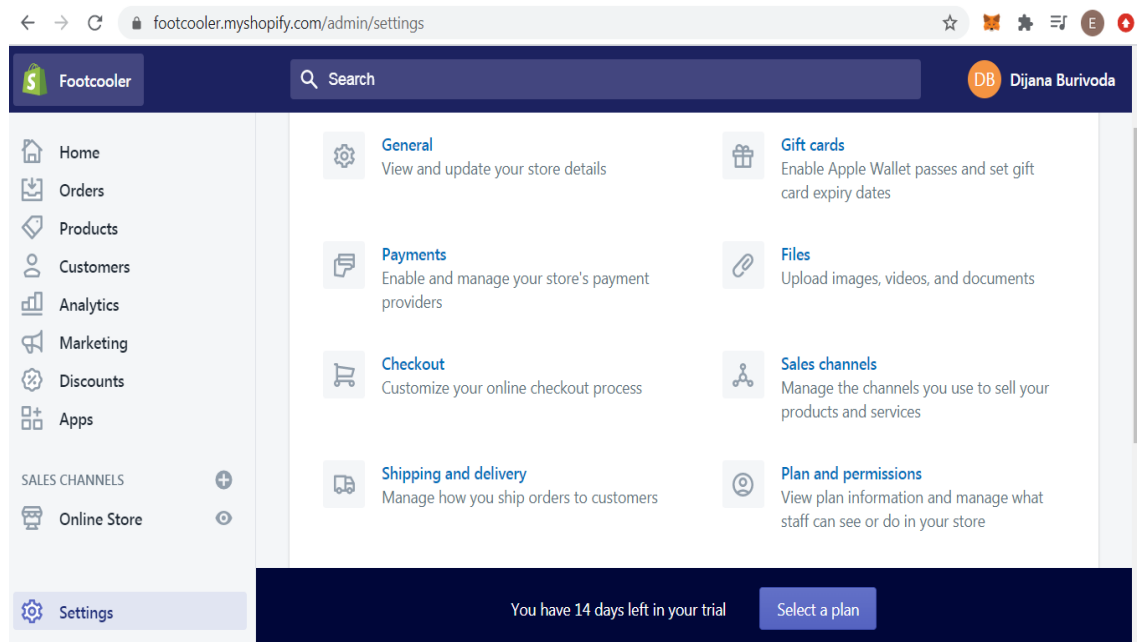 footcooler.myshopify.com/admin/settings
E
Footcooler
Search
DB
Dijana Burivoda
Home
Orders
Products
Customers
Analytics
Marketing
Discounts
Apps
SALES CHANNELS
Online Store
Settings
General
View and update your store details
Payments
Enable and manage your store's payment
providers
Checkout
Customize your online checkout process
Shipping and delivery
Manage how you ship orders to customers
Gift cards
Enable Apple Wallet passes and set gift
card expiry dates
Files
Upload images, videos, and documents
Sales channels
Manage the channels you use to sell your
products and services
Plan and permissions
View plan information and manage what
staff can see or do in your store
You have 14 days left in your trial
Select a plan